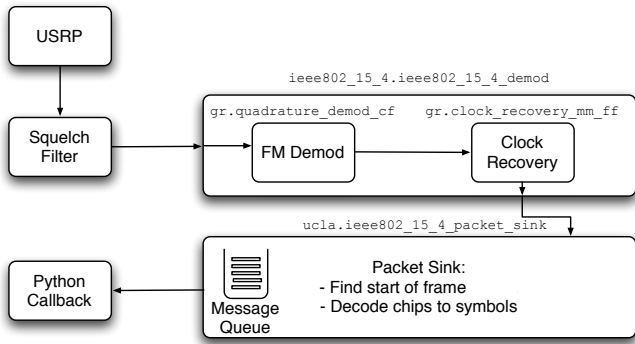 USRP
ieee802_15_4.ieee802_15_4_demod
gr.quadrature_demod_cf
gr.clock_recovery_mm_ff
Squelch
Filter
FM Demod
Clock
Recovery
ucla.ieee802_15_4_packet_sink
Python
Callback
Message
Queue
Packet Sink:
- Find start of frame
- Decode chips to symbols